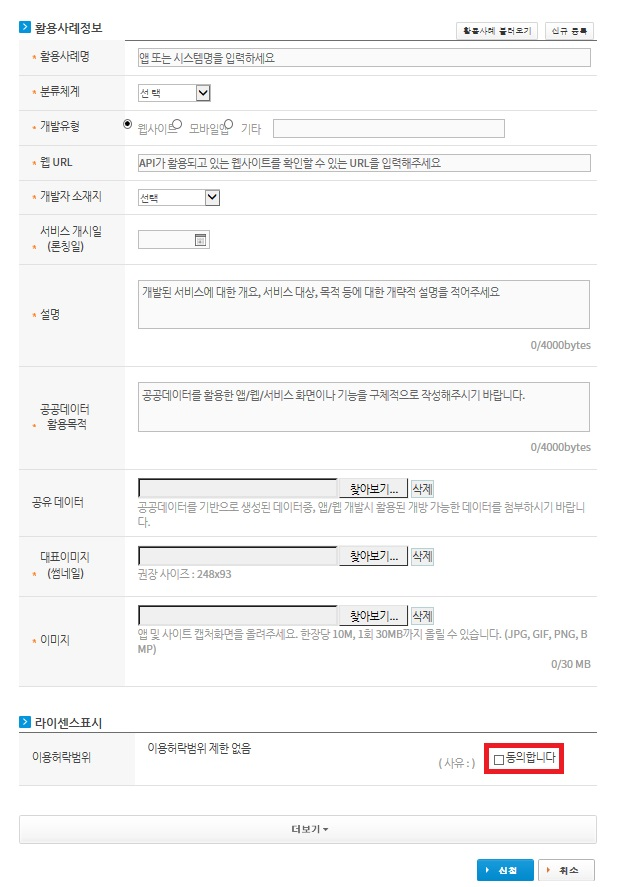 활용사례정보
활용사례 불러오기 신규 등록
* 활용사례명 앱 또는 시스템명을 입력하세요
* 분류체계 선택
* 개발유형 웹사이트 모바일앱 기타
* 웹 URL API가 활용되고 있는 웹사이트를 확인할 수 있는 URL을 입력해주세요
* 개발자 소재지 선택
서비스 개시일
* (론칭일)
* 설명 개발된 서비스에 대한 개요, 서비스 대상, 목적 등에 대한 개략적 설명을 적어주세요
0/4000bytes
공공데이터
* 활용목적
공공데이터를 활용한 앱/웹/서비스 화면이나 기능을 구체적으로 작성해주시기 바랍니다.
0/4000bytes
공유 데이터 찾아보기... 삭제
공공데이터를 기반으로 생성된 데이터중, 앱/웹 개발시 활용된 개방 가능한 데이터를 첨부하시기 바랍니
다.
대표이미지
* (썸네일)
찾아보기... 삭제
권장 사이즈 : 248x93
* 이미지 찾아보기... 삭제
앱 및 사이트 캡처화면을 올려주세요. 한장당 10M, 1회 30MB까지 올릴 수 있습니다. (JPG, GIF, PNG, B
MP)
0/30 MB
라이센스표시
이용허락범위 이용허락범위 제한 없음
( 사유 : ) 동의합니다
더보기
신청 취소